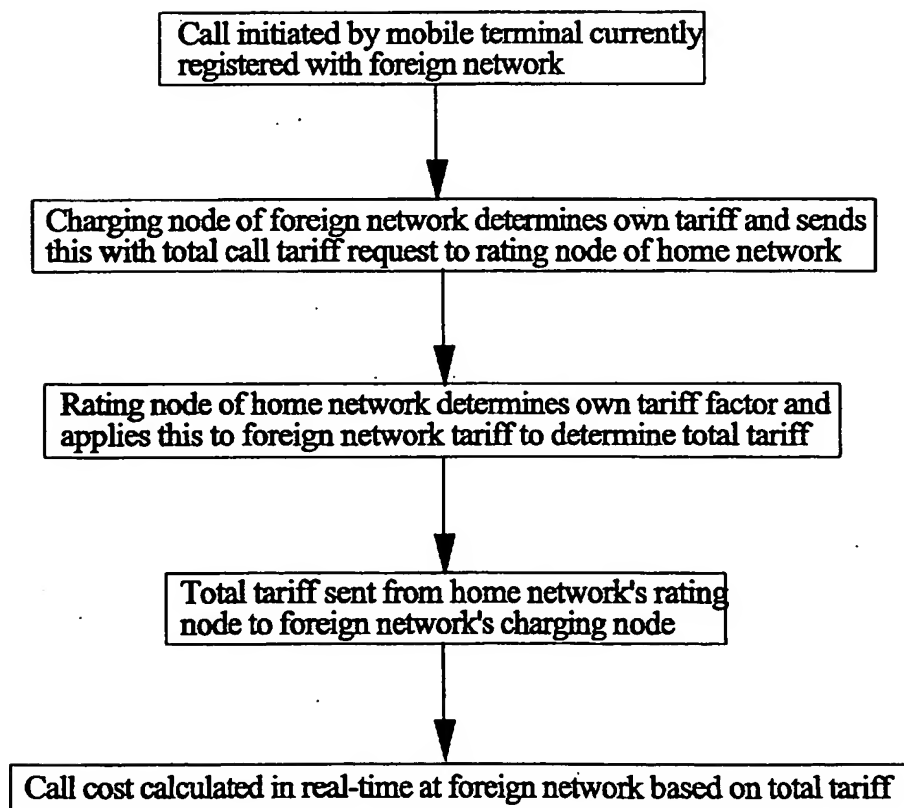 Call initiated by mobile terminal currently
registered with foreign network
Charging node of foreign network determines own tariff and sends
this with total call tariff request to rating node of home network
Rating node of home network determines own tariff factor and
applies this to foreign network tariff to determine total tariff
Total tariff sent from home network's rating
node to foreign network's charging node
Call cost calculated in real-time at foreign network based on total tariff